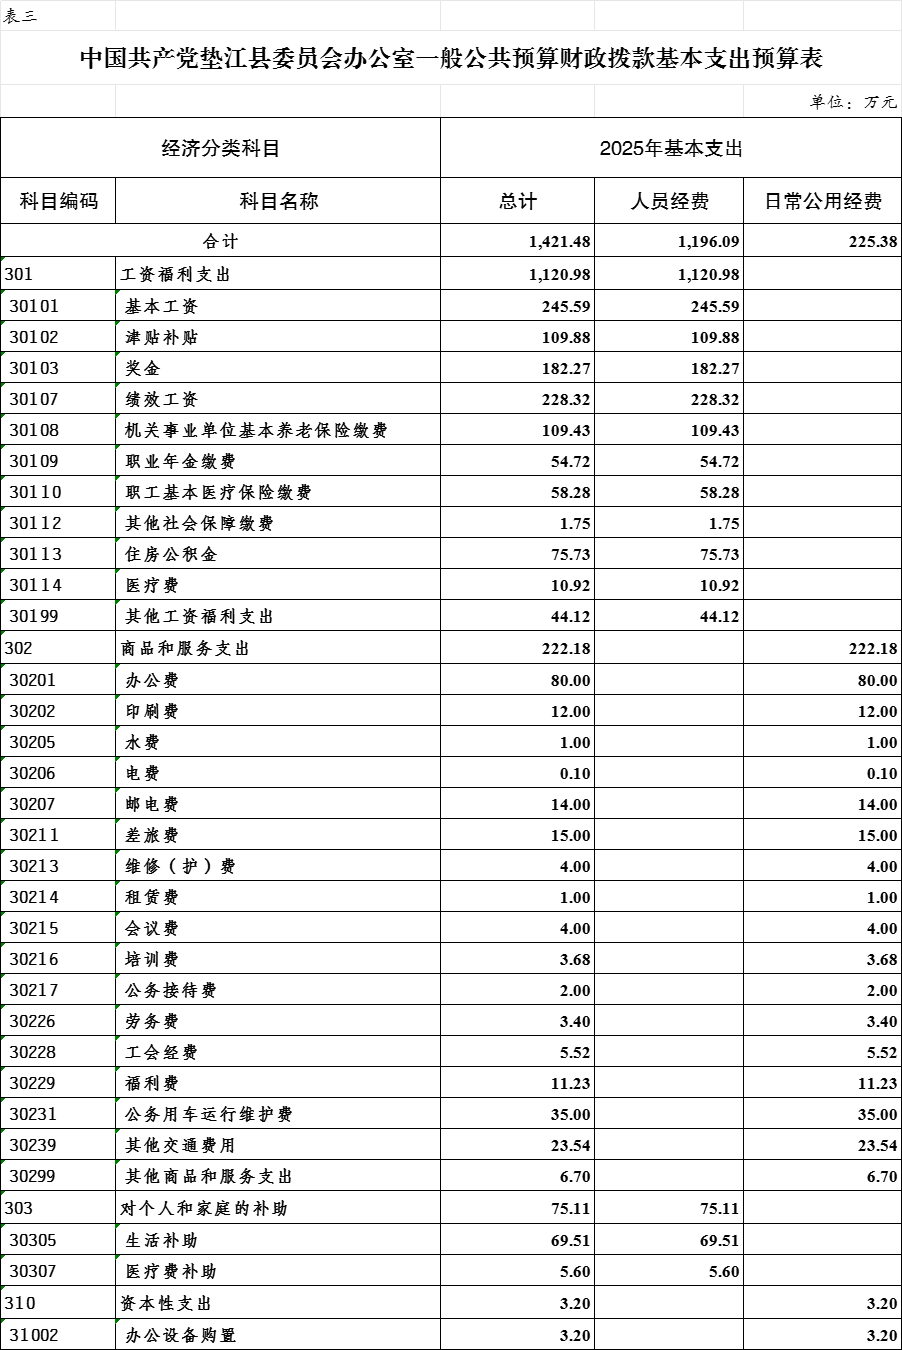 表三
中国共产党垫江县委员会办公室一般公共预算财政拨款基本支出预算表
单位：万元
经济分类科目 2025年基本支出
科目编码 科目名称 总计 人员经费 日常公用经费
合计 1,421.48 1,196.09 225.38
301 工资福利支出 1,120.98 1,120.98
30101 基本工资 245.59 245.59
30102 津贴补贴 109.88 109.88
30103 奖金 182.27 182.27
30107 绩效工资 228.32 228.32
30108 机关事业单位基本养老保险缴费 109.43 109.43
30109 职业年金缴费 54.72 54.72
30110 职工基本医疗保险缴费 58.28 58.28
30112 其他社会保障缴费 1.75 1.75
30113 住房公积金 75.73 75.73
30114 医疗费 10.92 10.92
30199 其他工资福利支出 44.12 44.12
302 商品和服务支出 222.18 222.18
30201 办公费 80.00 80.00
30202 印刷费 12.00 12.00
30205 水费 1.00 1.00
30206 电费 0.10 0.10
30207 邮电费 14.00 14.00
30211 差旅费 15.00 15.00
30213 维修（护）费 4.00 4.00
30214 租赁费 1.00 1.00
30215 会议费 4.00 4.00
30216 培训费 3.68 3.68
30217 公务接待费 2.00 2.00
30226 劳务费 3.40 3.40
30228 工会经费 5.52 5.52
30229 福利费 11.23 11.23
30231 公务用车运行维护费 35.00 35.00
30239 其他交通费用 23.54 23.54
30299 其他商品和服务支出 6.70 6.70
303 对个人和家庭的补助 75.11 75.11
30305 生活补助 69.51 69.51
30307 医疗费补助 5.60 5.60
310 资本性支出 3.20 3.20
31002 办公设备购置 3.20 3.20